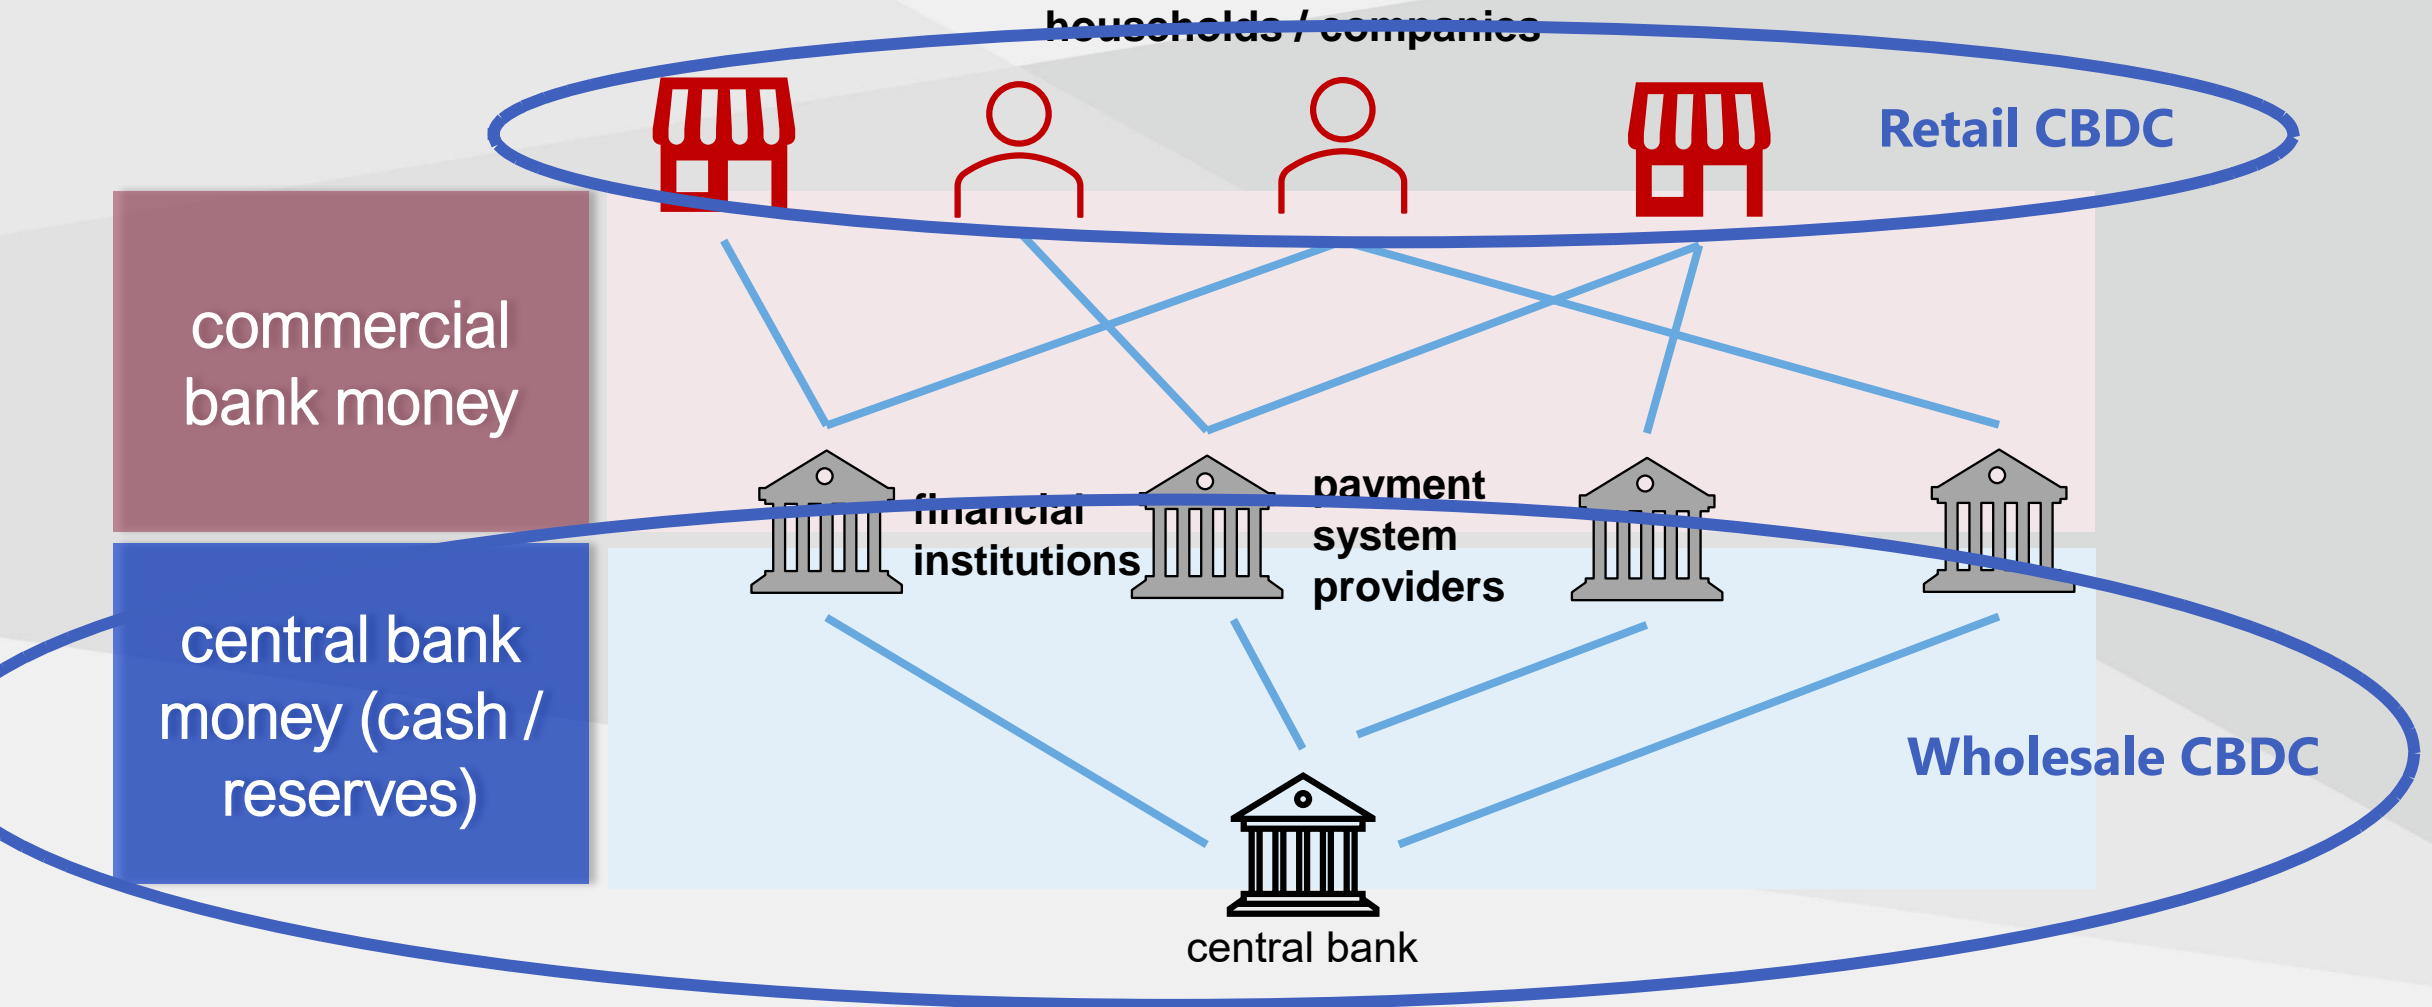 households / companies
Retail CBDC
commercial
bank money
financial
institutions
payment
system
providers
central bank
money (cash /
reserves)
Wholesale CBDC
central bank